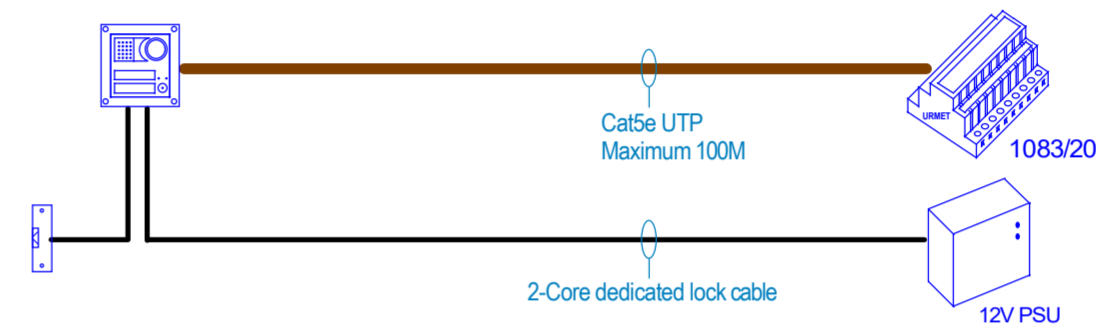 Cat5e UTP
Maximum 100M
URMET
1083/20
2-Core dedicated lock cable
12V PSU